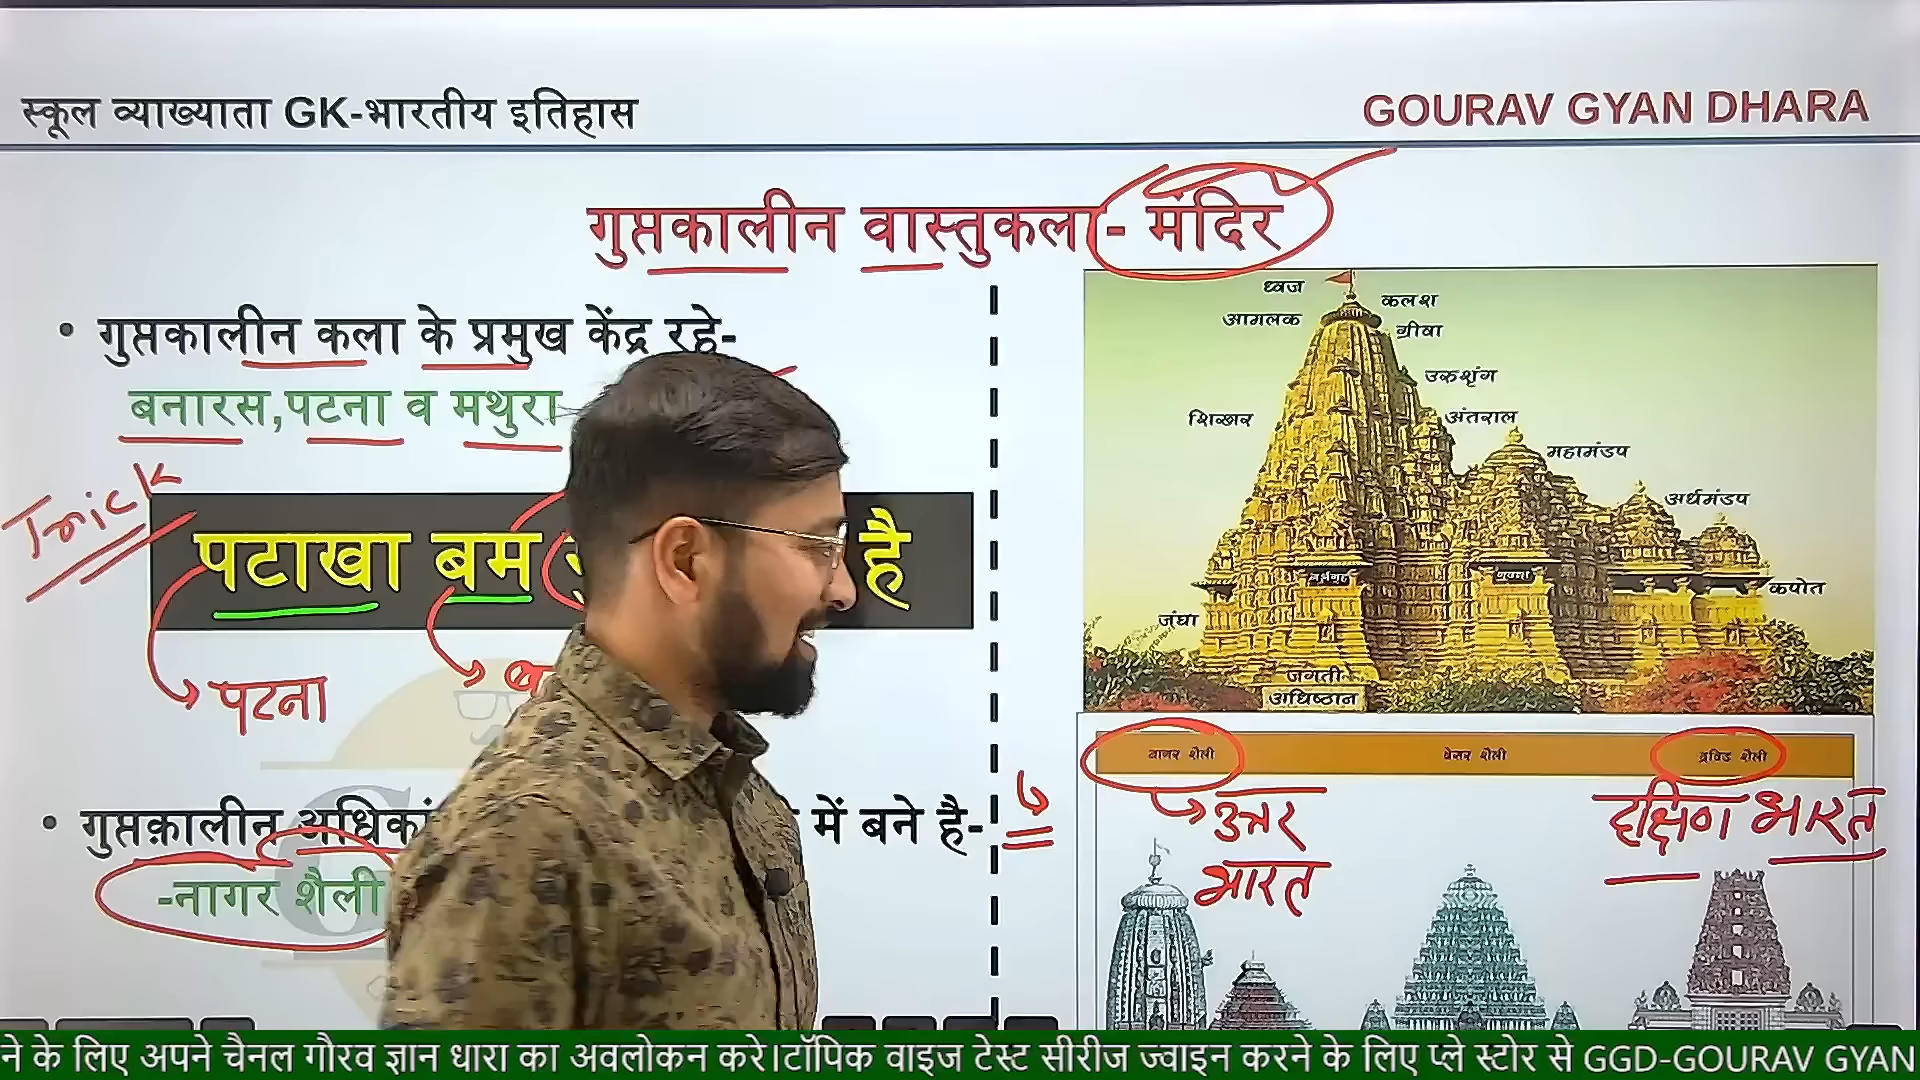 स्कूल व्याख्याता GK-भारतीय इतिहास
GOURAV GYAN DHARA
गुप्तकालीन वास्तुकला- मंदिर
• गुप्तकालीन कला के प्रमुख केंद्र रहे-
बनारस,पटना व मथुरा
Trick
पटाखा बम
है
पटना
• गुप्तक़ालीन
में बने है-
-नागर शैली
ध्वज
कलश
आमलक
ग्रीवा
उरुशृंग
शिखर
अंतराल
महामंडप
अर्धमंडप
कपोत
जंघा
जगती
अधिष्ठान
नागर शैली
बेसर शैली
द्रविड शैली
उत्तर
भारत
दक्षिण भारत
ने के लिए अपने चैनल गौरव ज्ञान धारा का अवलोकन करे।टॉपिक वाइज टेस्ट सीरीज ज्वाइन करने के लिए प्ले स्टोर से GGD-GOURAV GYAN